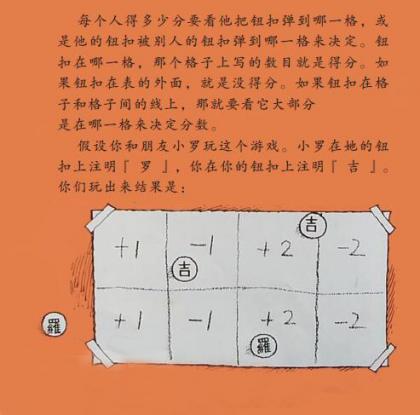 每个人得多少分要看他把钮扣弹到哪一格，或
是他的钮扣被别人的钮扣弹到哪一格来决定。钮
扣在哪一格，那个格子上写的数目就是得分。如
果钮扣在表的外面，就是没得分。如果钮扣在格
子和格子间的线上，那就要看它大部分
是在哪一格来决定分数。
假设你和朋友小罗玩这个游戏。小罗在她的钮
扣上注明『罗』，你在你的钮扣上注明『吉』。
你们玩出来结果是：
吉
+1 -1 +2 -2
吉
+1 -1 +2 -2
羅
羅